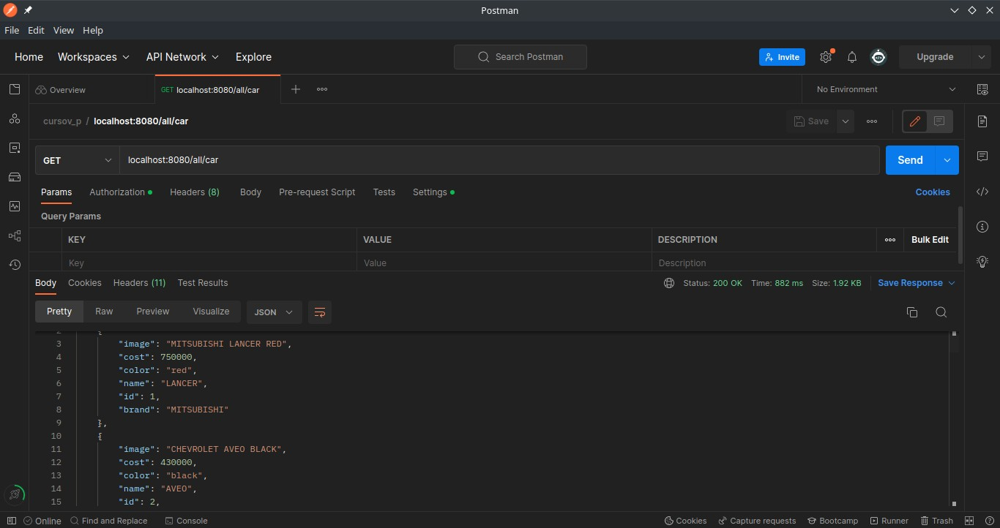 Postman
File Edit View Help
Home Workspaces API Network Explore Search Postman Invite Upgrade
Overview GET localhost:8080/all/car No Environment
cursov_p / localhost:8080/all/car Save
GET localhost:8080/all/car Send
Params Authorization Headers (8) Body Pre-request Script Tests Settings Cookies
Query Params
KEY VALUE DESCRIPTION Bulk Edit
Key Value Description
Body Cookies Headers (11) Test Results Status: 200 OK Time: 882 ms Size: 1.92 KB Save Response
Pretty Raw Preview Visualize JSON
2 {
3 "image": "MITSUBISHI LANCER RED",
4 "cost": 750000,
5 "color": "red",
6 "name": "LANCER",
7 "id": 1,
8 "brand": "MITSUBISHI"
9 },
10 {
11 "image": "CHEVROLET AVEO BLACK",
12 "cost": 430000,
13 "color": "black",
14 "name": "AVEO",
15 "id": 2,
Online Find and Replace Console Cookies Capture requests Bootcamp Runner Trash